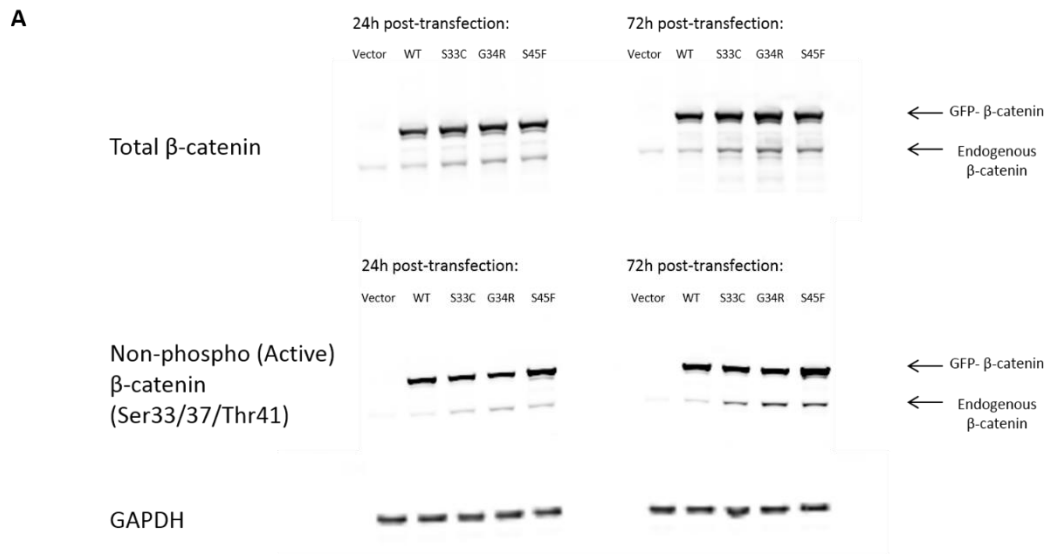 A
24h post-transfection:
72h post-transfection:
Vector WT S33C G34R S45F
Vector WT S33C G34R S45F
Total β-catenin
GFP- β-catenin
Endogenous
β-catenin
24h post-transfection:
72h post-transfection:
Vector WT S33C G34R S45F
Vector WT S33C G34R S45F
Non-phospho (Active)
β-catenin
(Ser33/37/Thr41)
GFP- β-catenin
Endogenous
β-catenin
GAPDH